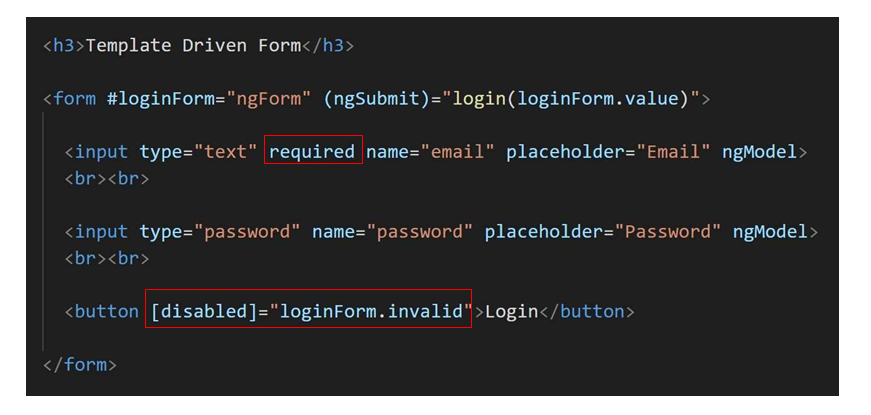 <h3>Template Driven Form</h3>
<form #loginForm="ngForm" (ngSubmit)="login(loginForm.value)">
<input type="text" required name="email" placeholder="Email" ngModel>
<br><br>
<input type="password" name="password" placeholder="Password" ngModel>
<br><br>
<button [disabled]="loginForm.invalid">Login</button>
</form>